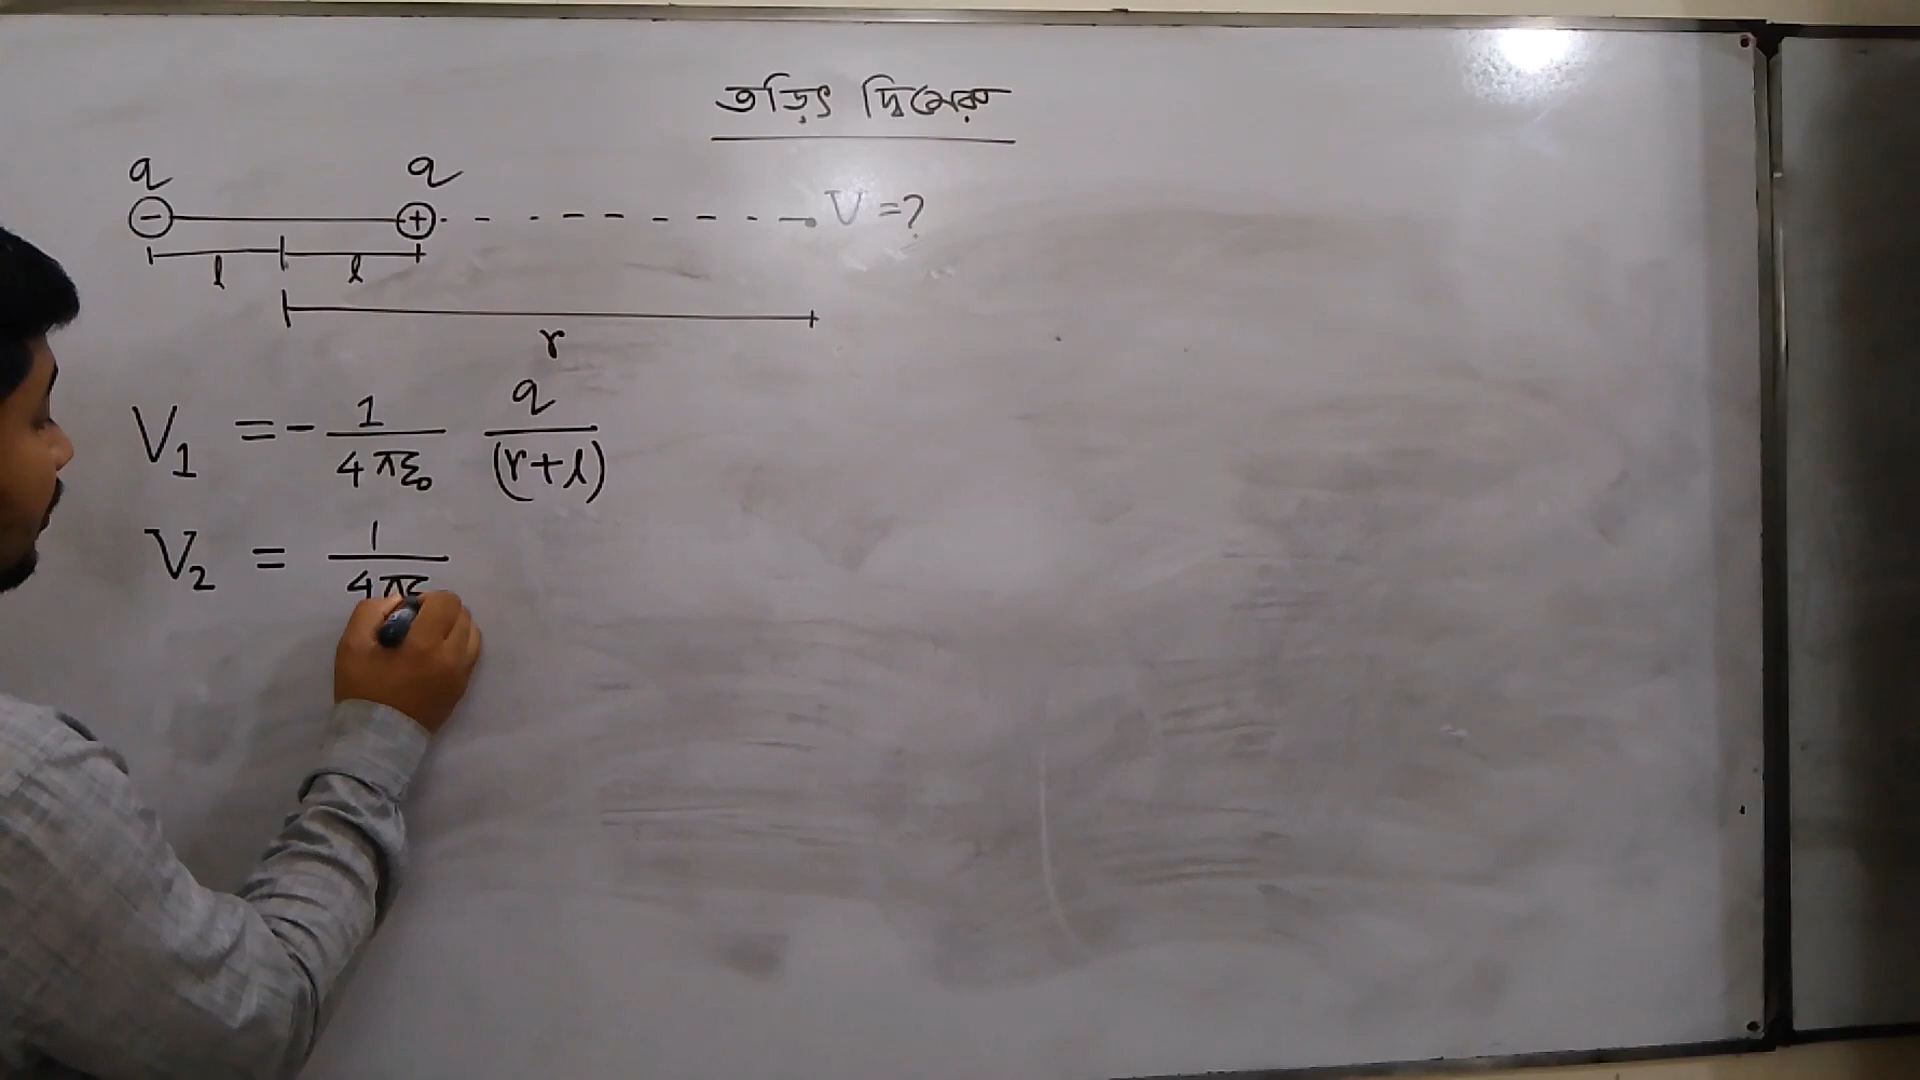 তড়িৎ দ্বিমেরু
q q
- + V = ?
l l
r
V₁ = - 1/4πε₀ q/(r+l)
V₂ = 1/4πε